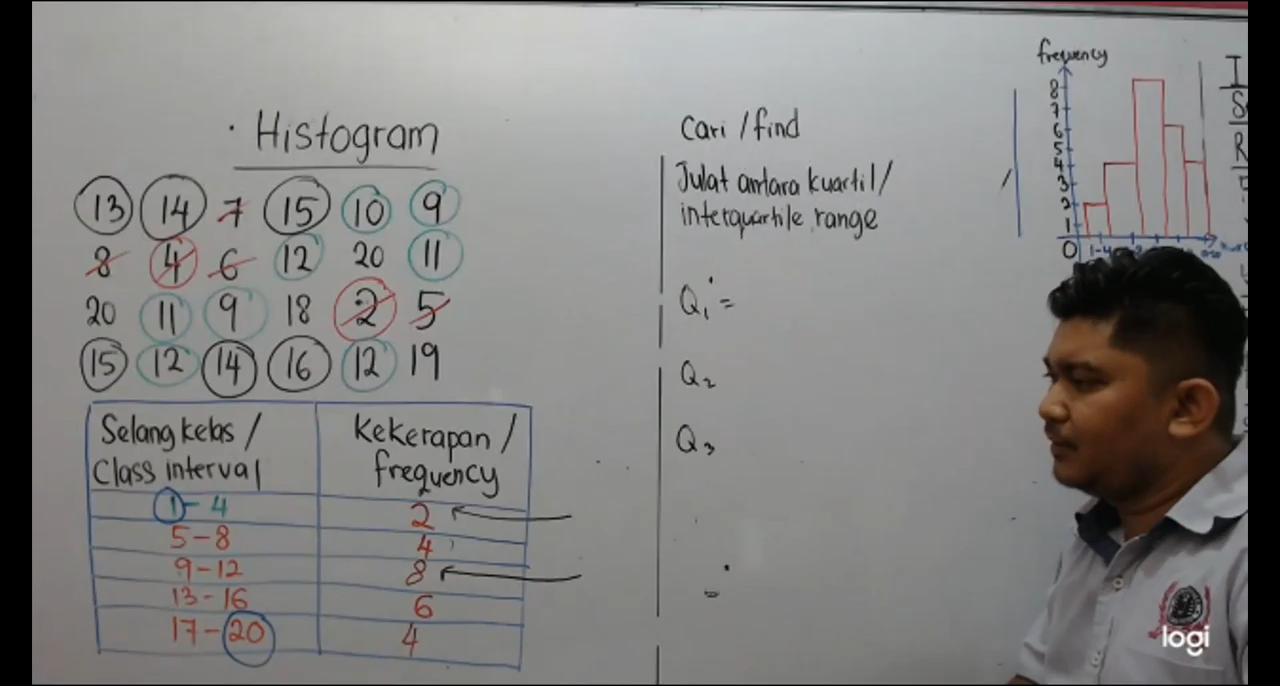 Histogram
13 14 7 15 10 9
8 4 6 12 20 11
20 11 9 18 2 5
15 12 14 16 12 19
Selang kelas / Kekerapan /
Class interval frequency
1 - 4 2
5 - 8 4
9 - 12 8
13 - 16 6
17 - 20 4
Cari / find
Julat antara kuartil /
interquartile range
Q1 =
Q2
Q3
frequency
8
7
6
5
4
3
2
1
0
1-4
I
S
R
logi